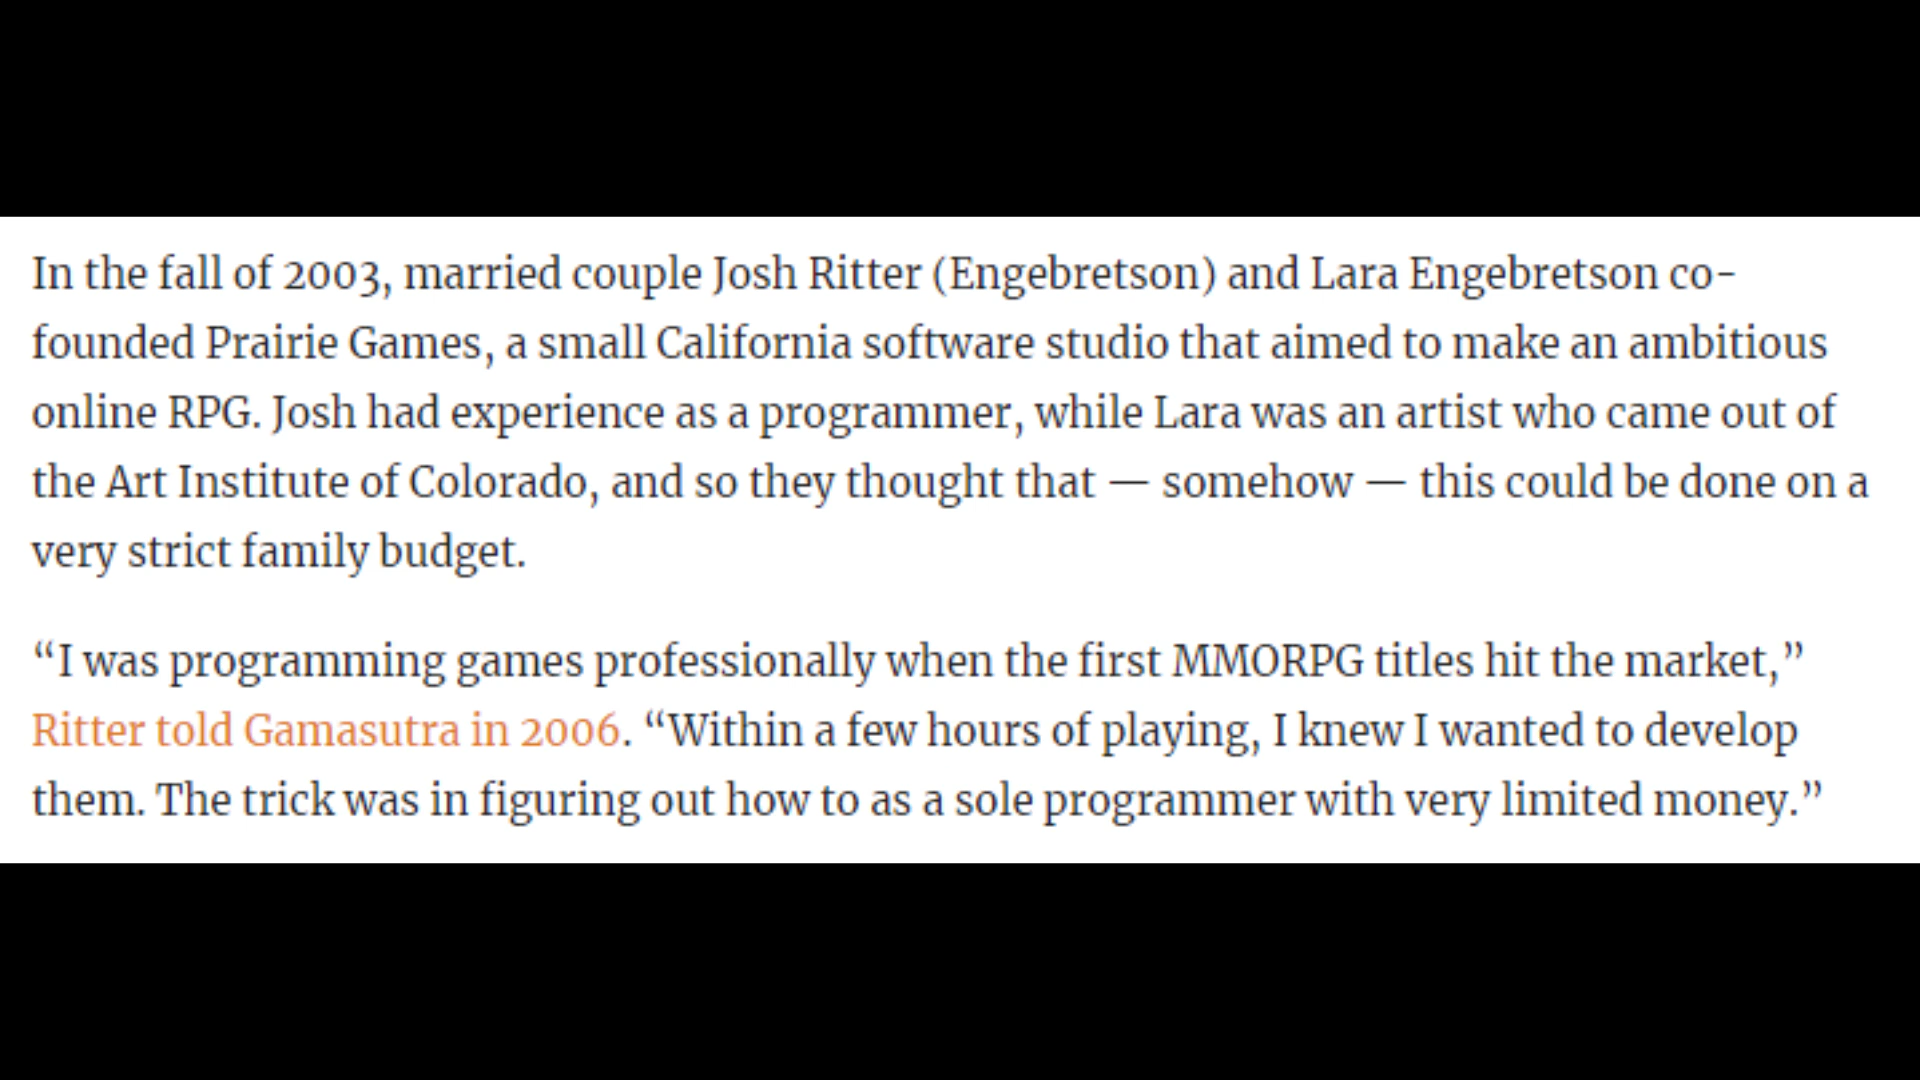 In the fall of 2003, married couple Josh Ritter (Engebretson) and Lara Engebretson co-
founded Prairie Games, a small California software studio that aimed to make an ambitious
online RPG. Josh had experience as a programmer, while Lara was an artist who came out of
the Art Institute of Colorado, and so they thought that — somehow — this could be done on a
very strict family budget.
“I was programming games professionally when the first MMORPG titles hit the market,”
Ritter told Gamasutra in 2006. “Within a few hours of playing, I knew I wanted to develop
them. The trick was in figuring out how to as a sole programmer with very limited money.”